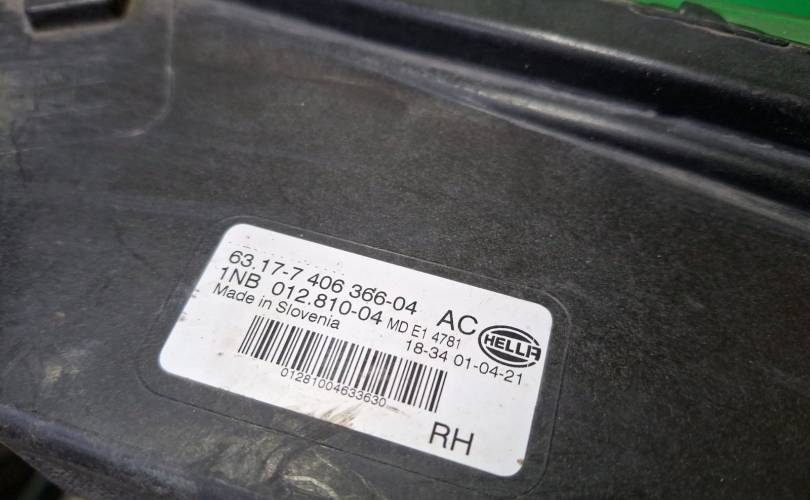 63.17-7 406 366-04 AC
1NB 012.810-04 MD E1 4781
Made in Slovenia 18-34 01-04-21
HELLA
01281004633630
RH